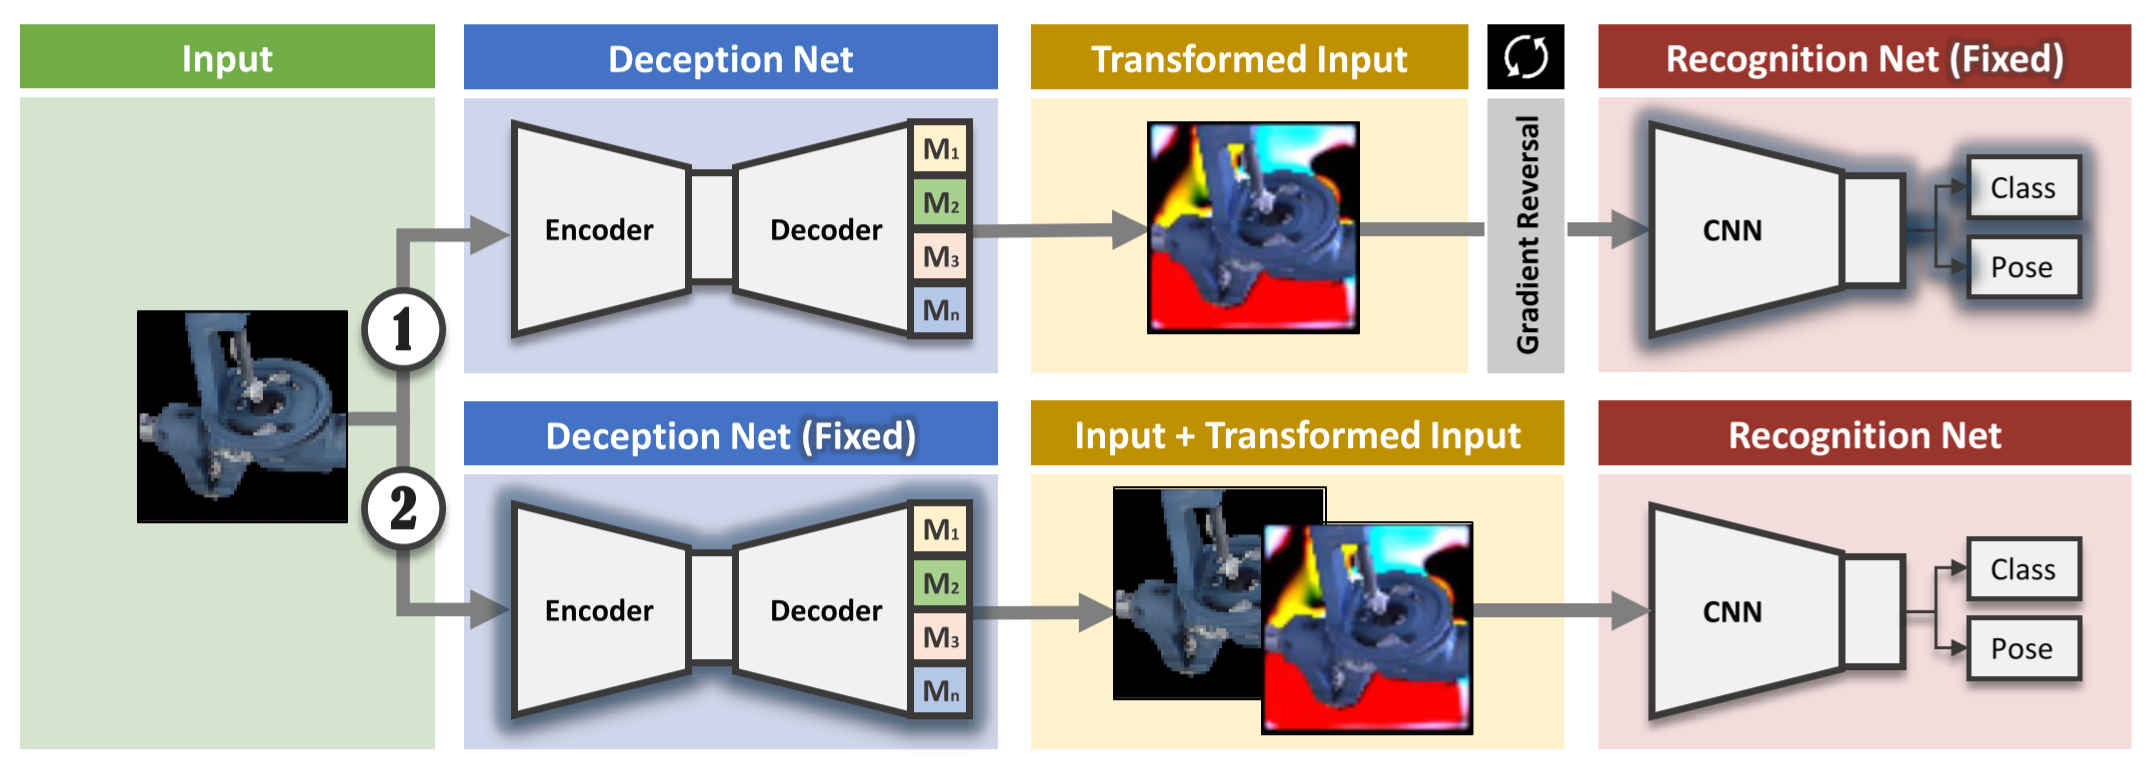 Input
Deception Net
Transformed Input
Recognition Net (Fixed)
1
Encoder
Decoder
M1
M2
M3
Mn
Gradient Reversal
CNN
Class
Pose
2
Deception Net (Fixed)
Input + Transformed Input
Recognition Net
Encoder
Decoder
M1
M2
M3
Mn
CNN
Class
Pose